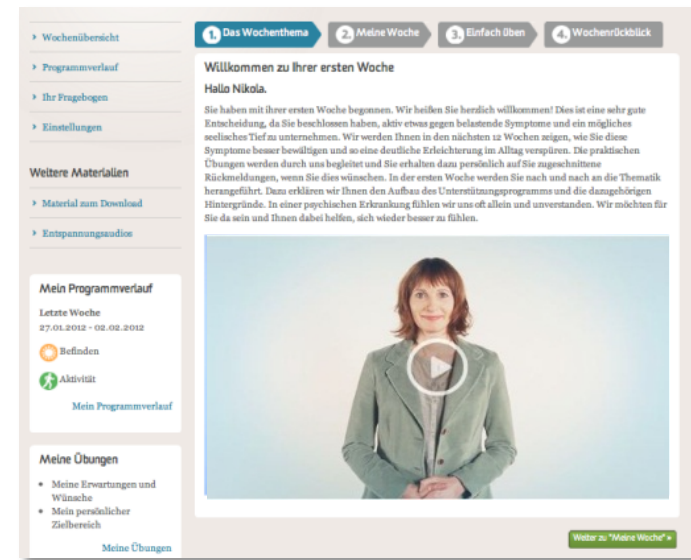 Wochenübersicht
Programmverlauf
Ihr Fragebogen
Einstellungen
Weitere Materialien
Material zum Download
Entspannungsaudios
Mein Programmverlauf
Letzte Woche
27.01.2012 - 02.02.2012
Befinden
Aktivität
Mein Programmverlauf
Meine Übungen
• Meine Erwartungen und
Wünsche
• Mein persönlicher
Zielbereich
Meine Übungen
1. Das Wochenthema
2. Meine Woche
3. Einfach üben
4. Wochenrückblick
Willkommen zu Ihrer ersten Woche
Hallo Nikola.
Sie haben mit ihrer ersten Woche begonnen. Wir heißen Sie herzlich willkommen! Dies ist eine sehr gute
Entscheidung, da Sie beschlossen haben, aktiv etwas gegen belastende Symptome und ein mögliches
seelisches Tief zu unternehmen. Wir werden Ihnen in den nächsten 12 Wochen zeigen, wie Sie diese
Symptome besser bewältigen und so eine deutliche Erleichterung im Alltag verspüren. Die praktischen
Übungen werden durch uns begleitet und Sie erhalten dazu persönlich auf Sie zugeschnittene
Rückmeldungen, wenn Sie dies wünschen. In der ersten Woche werden Sie nach und nach an die Thematik
herangeführt. Dazu erklären wir Ihnen den Aufbau des Unterstützungsprogramms und die dazugehörigen
Hintergründe. In einer psychischen Erkrankung fühlen wir uns oft allein und unverstanden. Wir möchten für
Sie da sein und Ihnen dabei helfen, sich wieder besser zu fühlen.
Weiter zu "Meine Woche" »